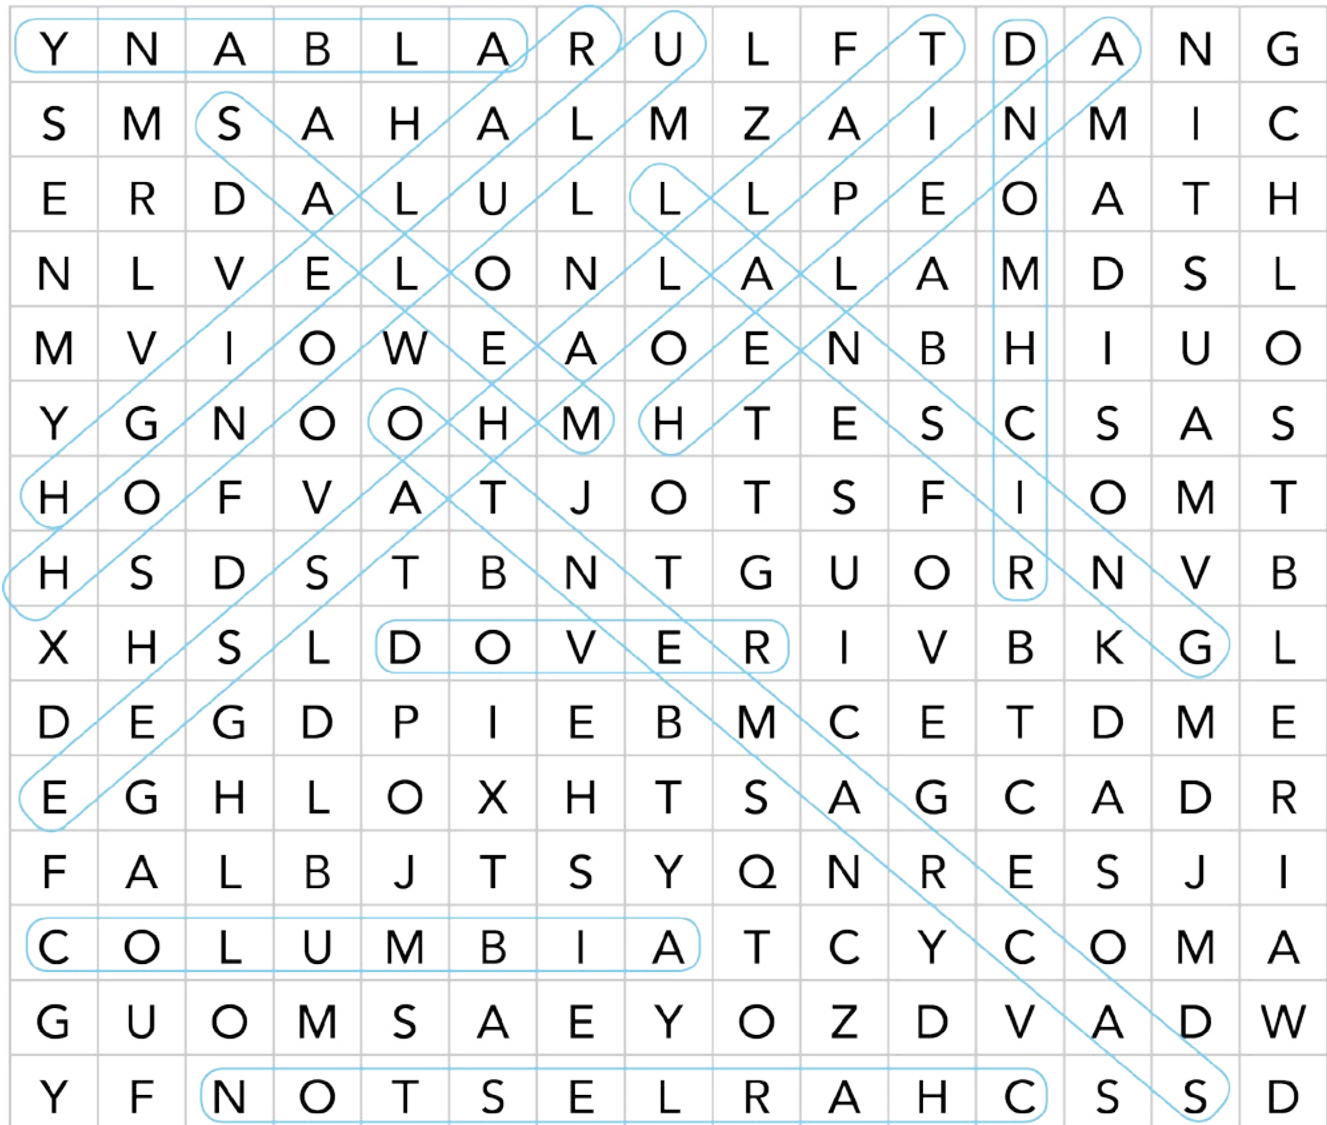 Y N A B L A R U L F T D A N G
S M S A H A L M Z A I N M I C
E R D A L U L L L P E O A T H
N L V E L O N L A L A M D S L
M V I O W E A O E N B H I U O
Y G N O O H M H T E S C S A S
H O F V A T J O T S F I O M T
H S D S T B N T G U O R N V B
X H S L D O V E R I V B K G L
D E G D P I E B M C E T D M E
E G H L O X H T S A G C A D R
F A L B J T S Y Q N R E S J I
C O L U M B I A T C Y C O M A
G U O M S A E Y O Z D V A D W
Y F N O T S E L R A H C S S D